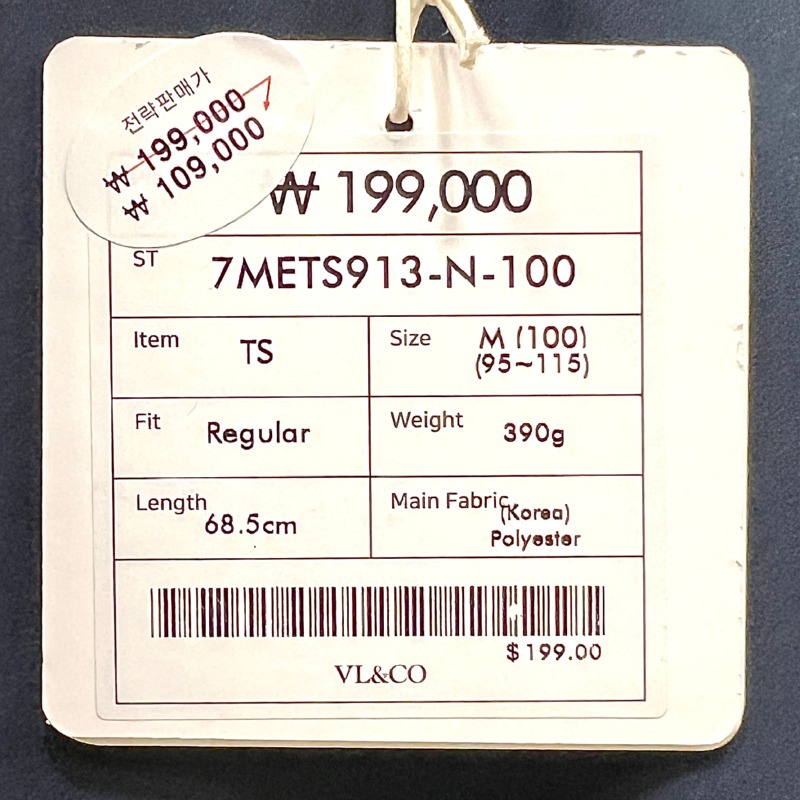 전략판매가
₩ 199,000
₩ 109,000
₩ 199,000
ST 7METS913-N-100
Item TS
Size M (100)
(95~115)
Fit Regular
Weight 390g
Length 68.5cm
Main Fabric (Korea)
Polyester
$199.00
VL&CO